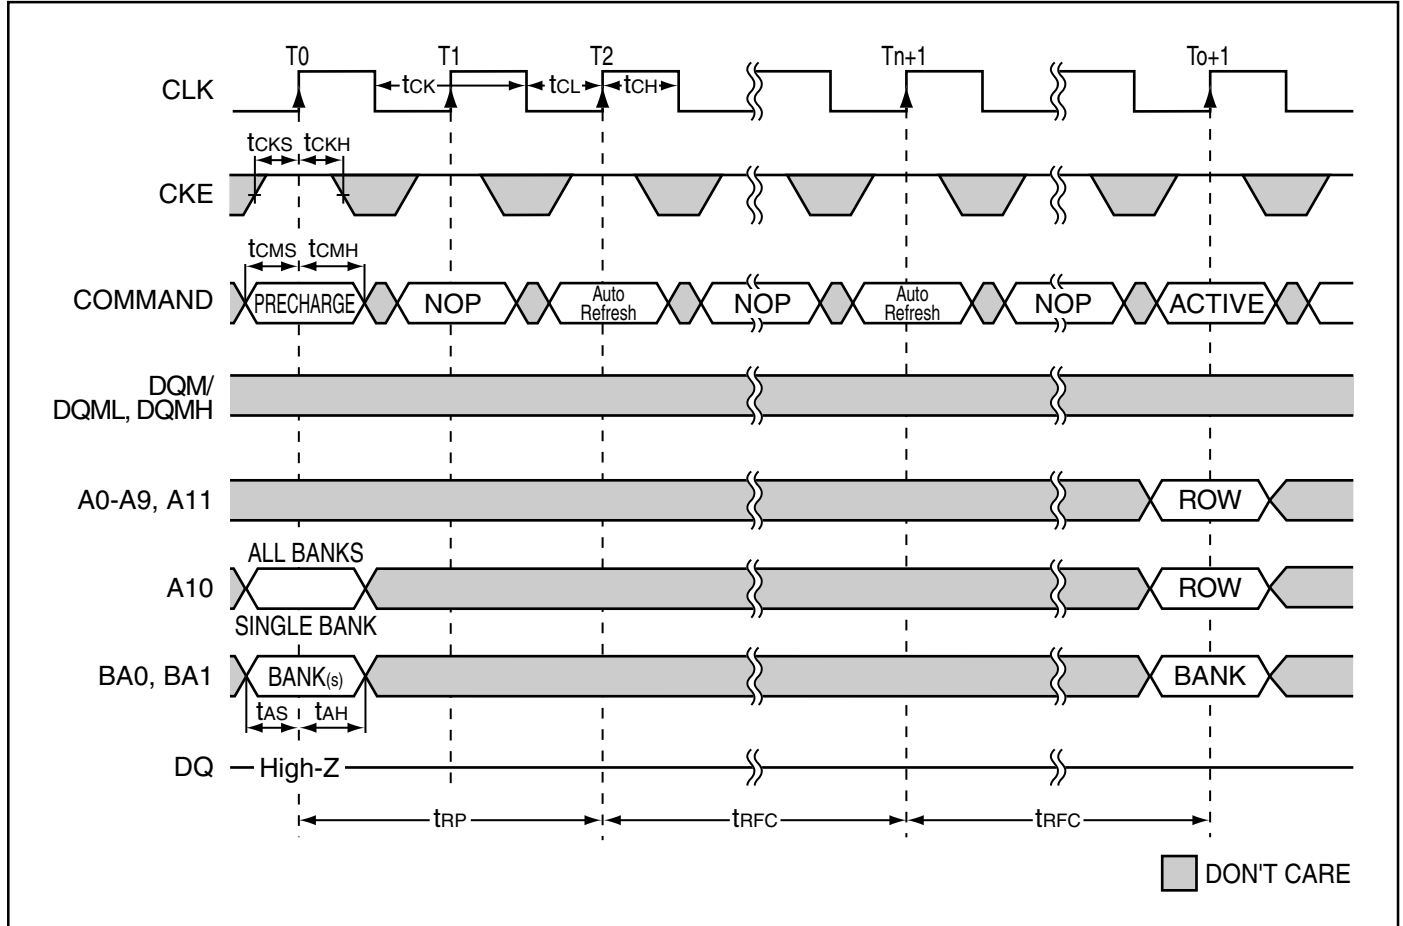 T0 T1 T2 Tn+1 To+1
CLK tCK tCL tCH
tCKS tCKH
CKE
tCMS tCMH
COMMAND PRECHARGE NOP Auto Refresh NOP Auto Refresh NOP ACTIVE
DQM/
DQML, DQMH
A0-A9, A11 ROW
ALL BANKS
A10 ROW
SINGLE BANK
BA0, BA1 BANK(s) BANK
tAS tAH
DQ High-Z
tRP tRFC tRFC
DON'T CARE